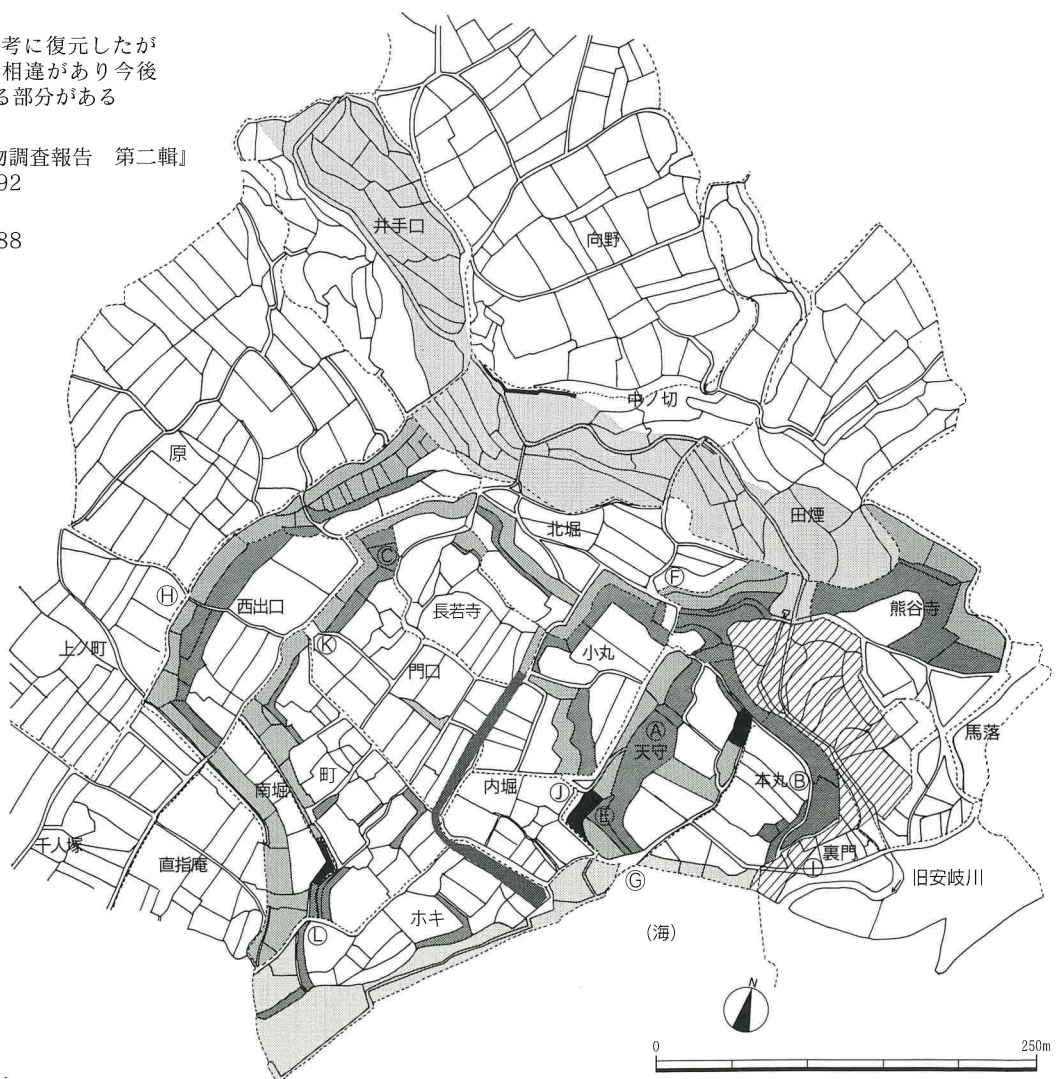 考に復元したが
相違があり今後
る部分がある
物調査報告　第二輯』
92
88
井手口
向野
中ノ切
原
田煙
北堀
F
C
H
西出口
長若寺
熊谷寺
上ノ町
K
小丸
門口
A
天守
馬落
町
本丸
B
南堀
内堀
J
E
千人塚
直指庵
裏門
I
旧安岐川
G
ホキ
L
(海)
N
0
250m